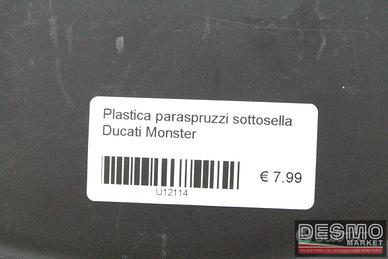 Plastica paraspruzzi sottosella
Ducati Monster
€ 7.99
U12114
DESMO
MARKET